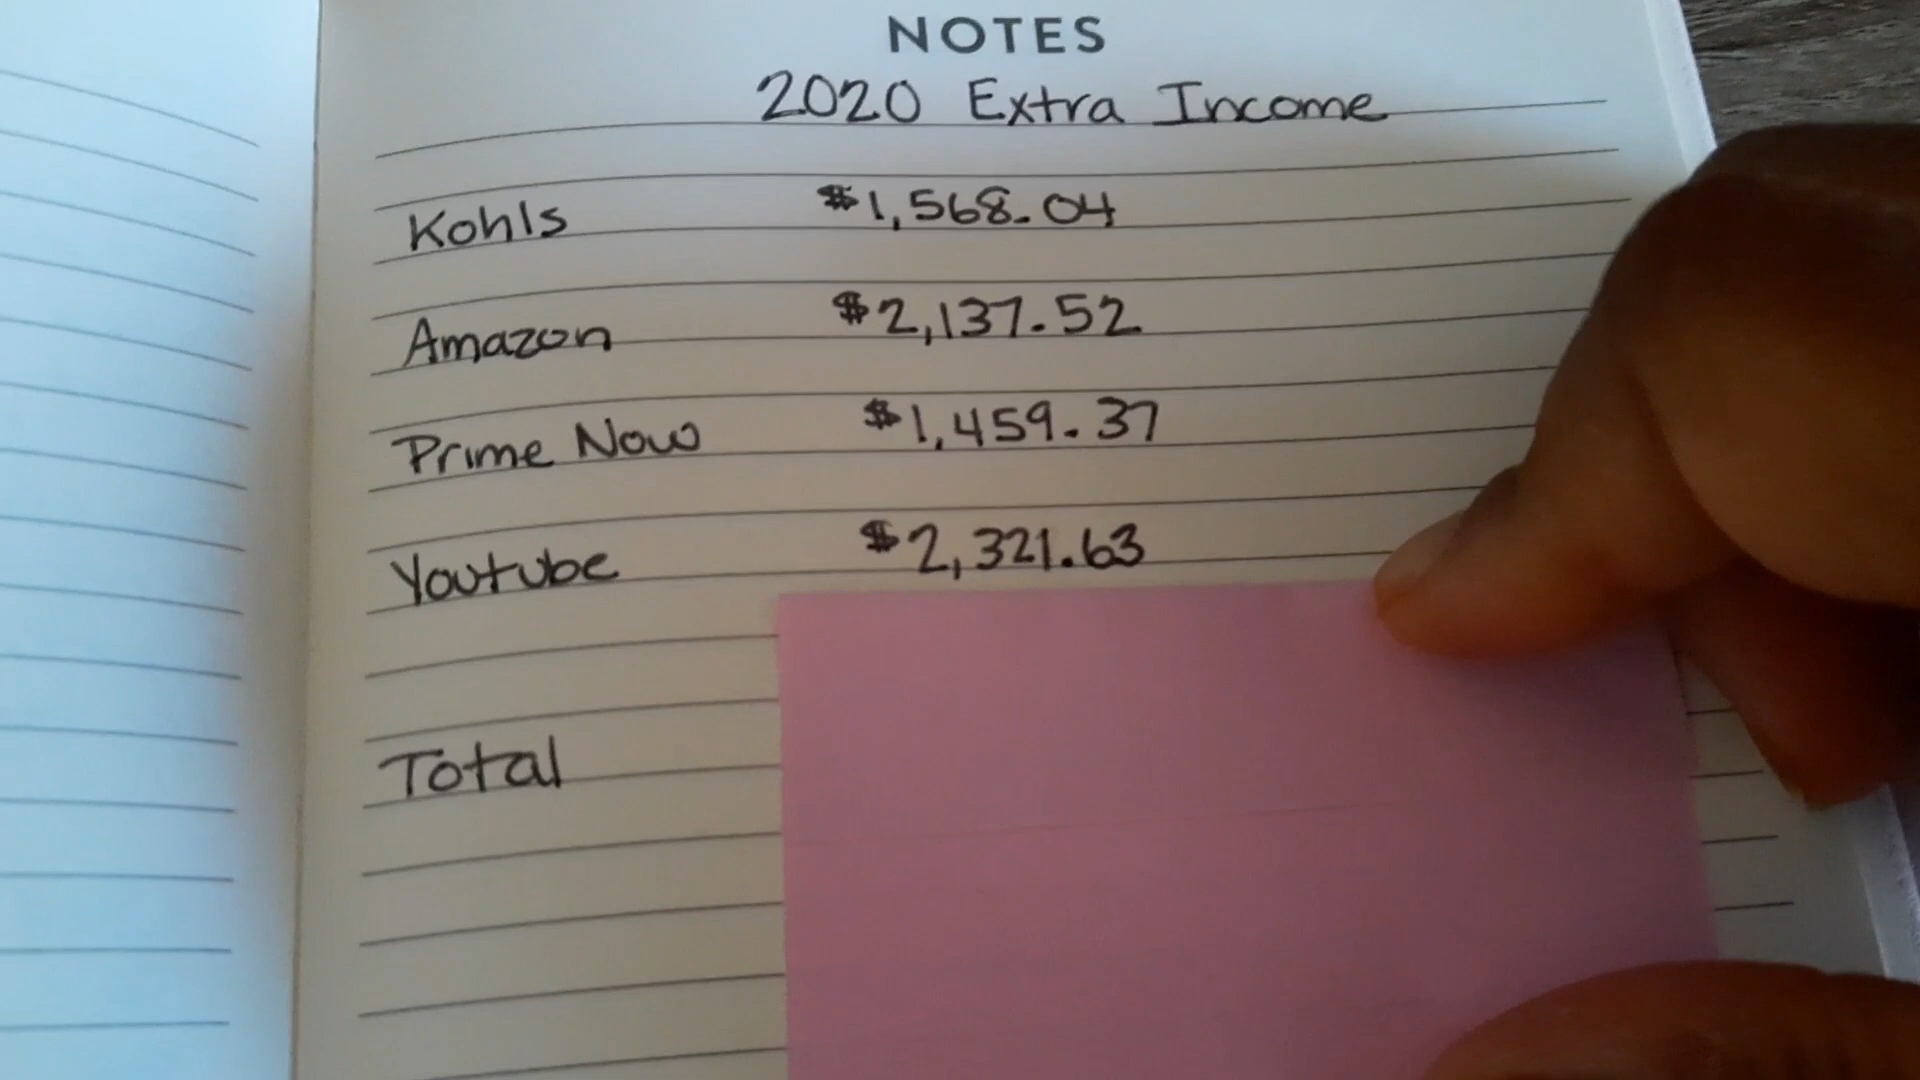 NOTES
2020 Extra Income
Kohls $1,568.04
Amazon $2,137.52
Prime Now $1,459.37
Youtube $2,321.63
Total